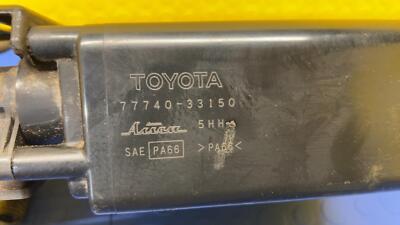 TOYOTA
77740-33150
Aisan 5HH
SAE PA66 >PA66<